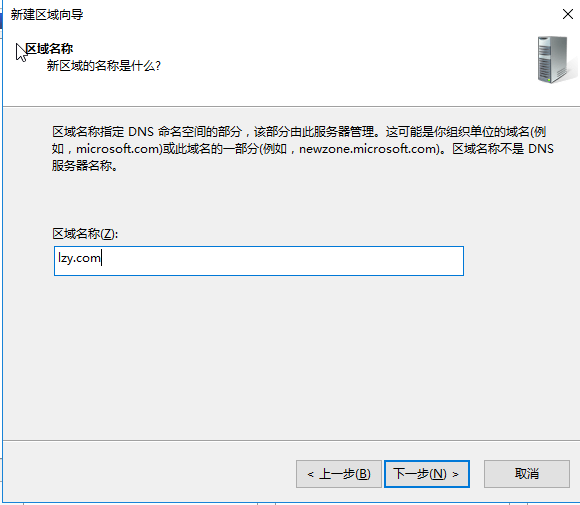 新建区域向导
区域名称
新区域的名称是什么?
区域名称指定 DNS 命名空间的部分，该部分由此服务器管理。这可能是你组织单位的域名(例
如，microsoft.com)或此域名的一部分(例如，newzone.microsoft.com)。区域名称不是 DNS
服务器名称。
区域名称(Z):
lzy.com
< 上一步(B) 下一步(N) > 取消